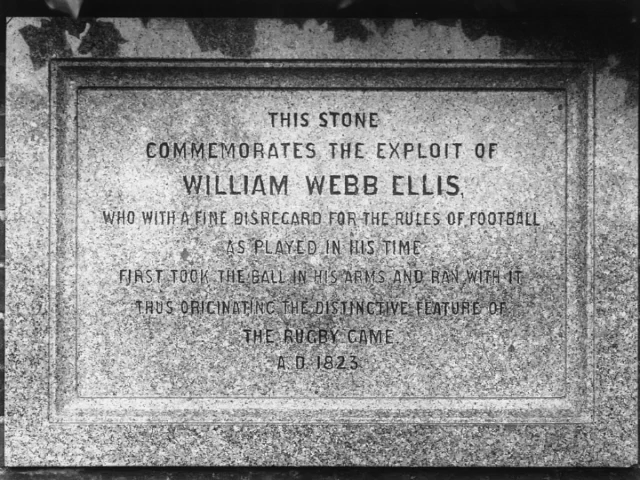 THIS STONE
COMMEMORATES THE EXPLOIT OF
WILLIAM WEBB ELLIS,
WHO WITH A FINE DISREGARD FOR THE RULES OF FOOTBALL
AS PLAYED IN HIS TIME
FIRST TOOK THE BALL IN HIS ARMS AND RAN WITH IT
THUS ORIGINATING THE DISTINCTIVE FEATURE OF
THE RUGBY GAME.
A.D. 1823